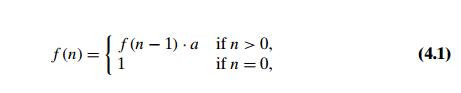 f(n) = { f(n − 1) · a if n > 0,
1 if n = 0,
(4.1)